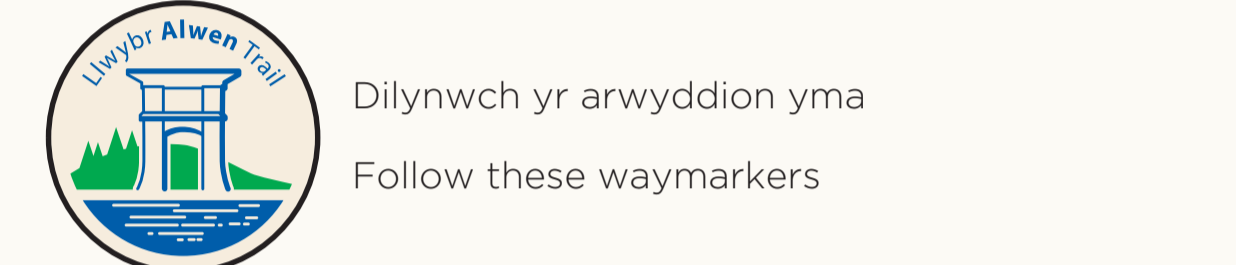 Llwybr Alwen Trail
Dilynwch yr arwyddion yma
Follow these waymarkers